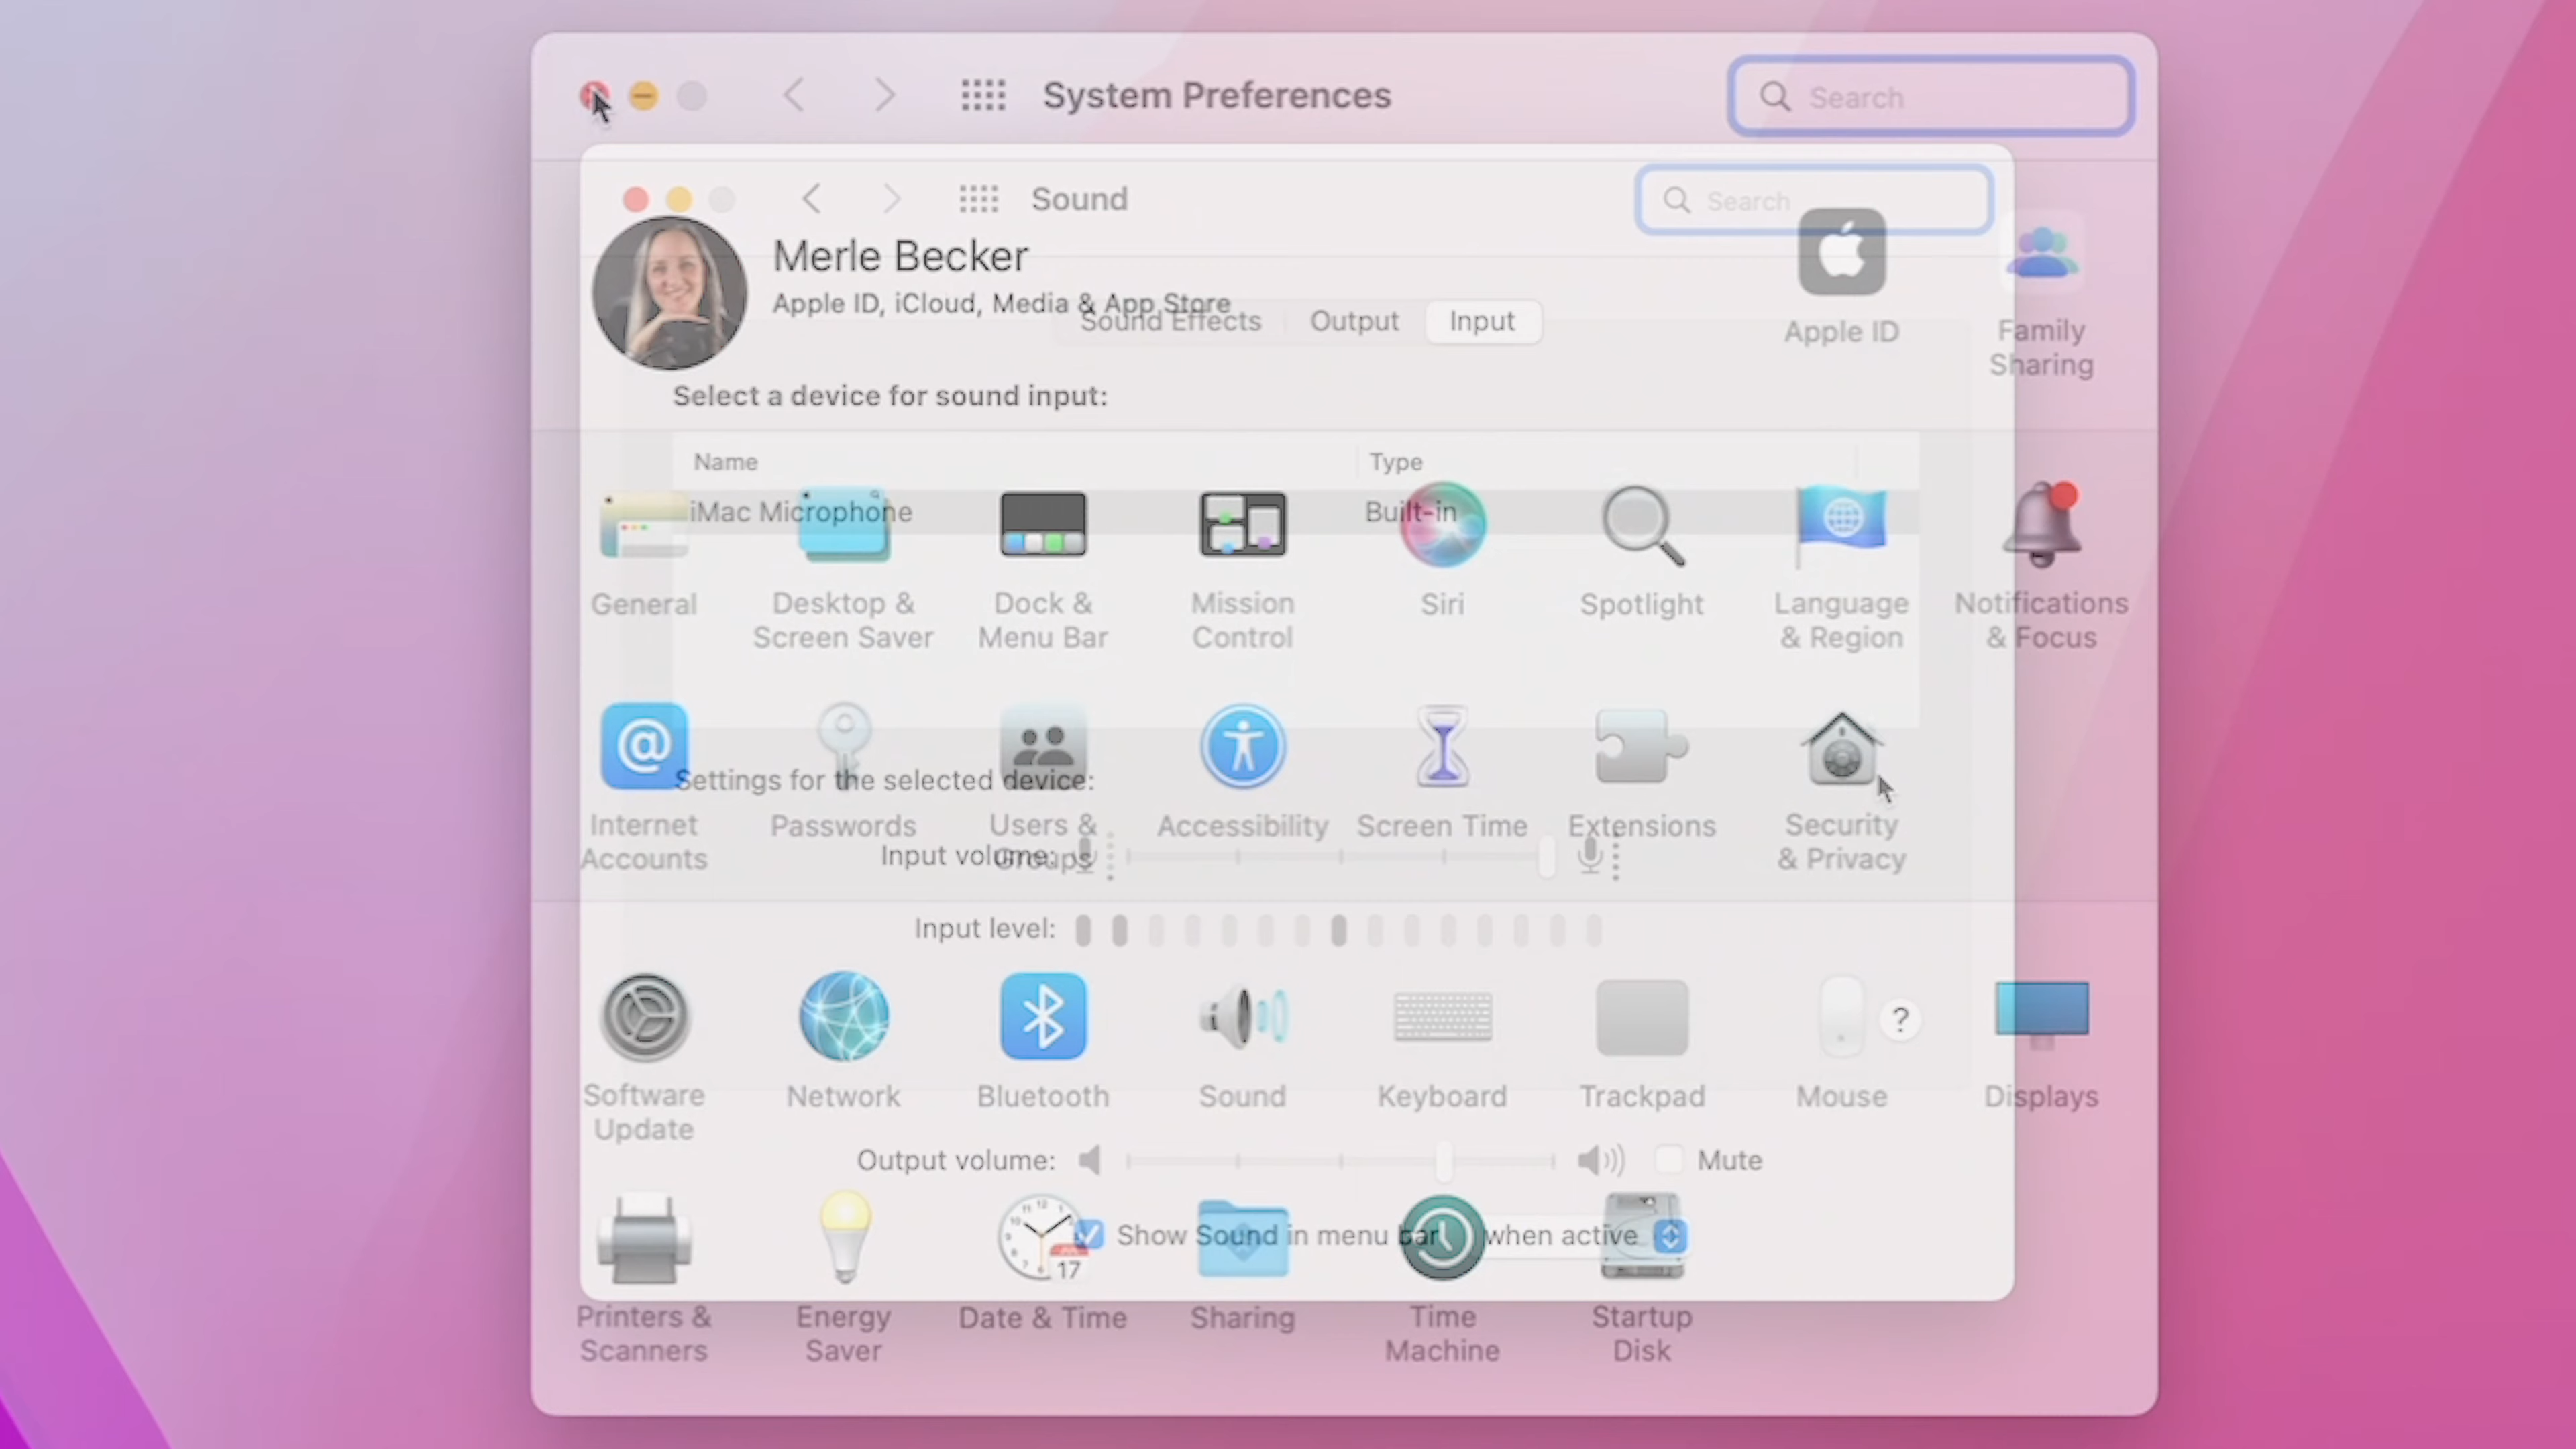 System Preferences
Search
Sound
Search
Merle Becker
Apple ID, iCloud, Media & App Store
Sound Effects
Output
Input
Apple ID
Family
Sharing
Select a device for sound input:
Name
Type
iMac Microphone
Built-in
General
Desktop &
Screen Saver
Dock &
Menu Bar
Mission
Control
Siri
Spotlight
Language
& Region
Notifications
& Focus
Settings for the selected device:
Internet
Accounts
Passwords
Users &
Groups
Accessibility
Screen Time
Extensions
Security
& Privacy
Input volume:
Input level:
?
Software
Update
Network
Bluetooth
Sound
Keyboard
Trackpad
Mouse
Displays
Output volume:
Mute
17
Show Sound in menu bar
when active
Printers &
Scanners
Energy
Saver
Date & Time
Sharing
Time
Machine
Startup
Disk